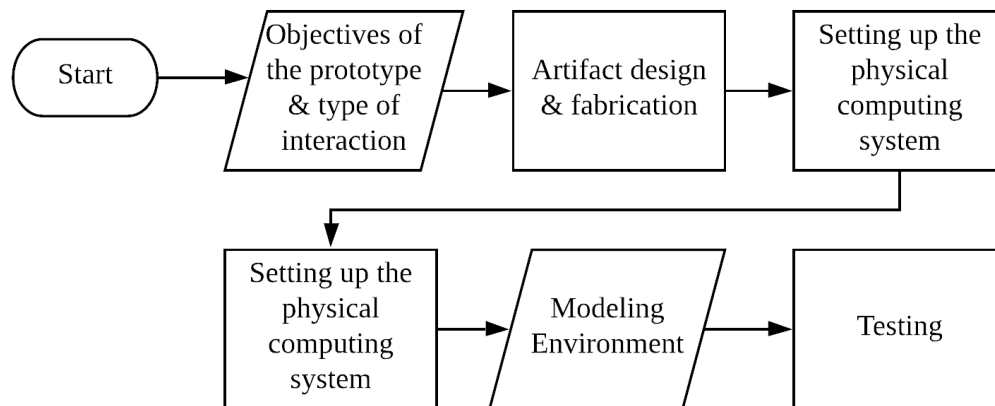 Start
Objectives of
the prototype
& type of
interaction
Artifact design
& fabrication
Setting up the
physical
computing
system
Setting up the
physical
computing
system
Modeling
Environment
Testing